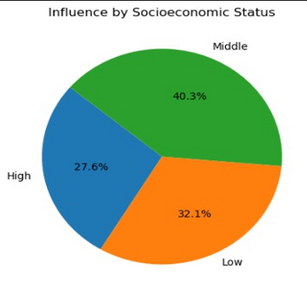 Influence by Socioeconomic Status
Middle
40.3%
High
27.6%
32.1%
Low